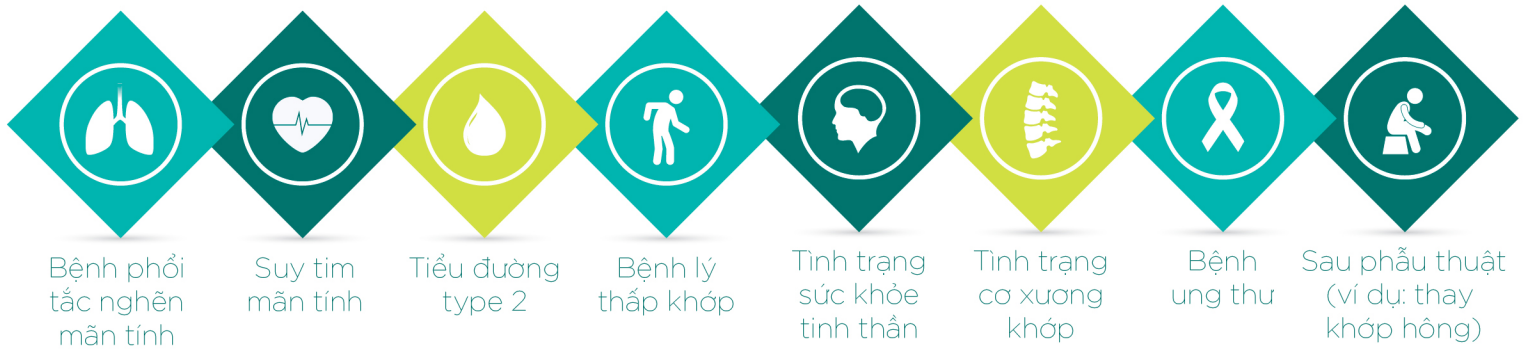 Bệnh phổi
tắc nghẽn
mãn tính
Suy tim
mãn tính
Tiểu đường
type 2
Bệnh lý
thấp khớp
Tình trạng
sức khỏe
tinh thần
Tình trạng
cơ xương
khớp
Bệnh
ung thư
Sau phẫu thuật
(ví dụ: thay
khớp hông)